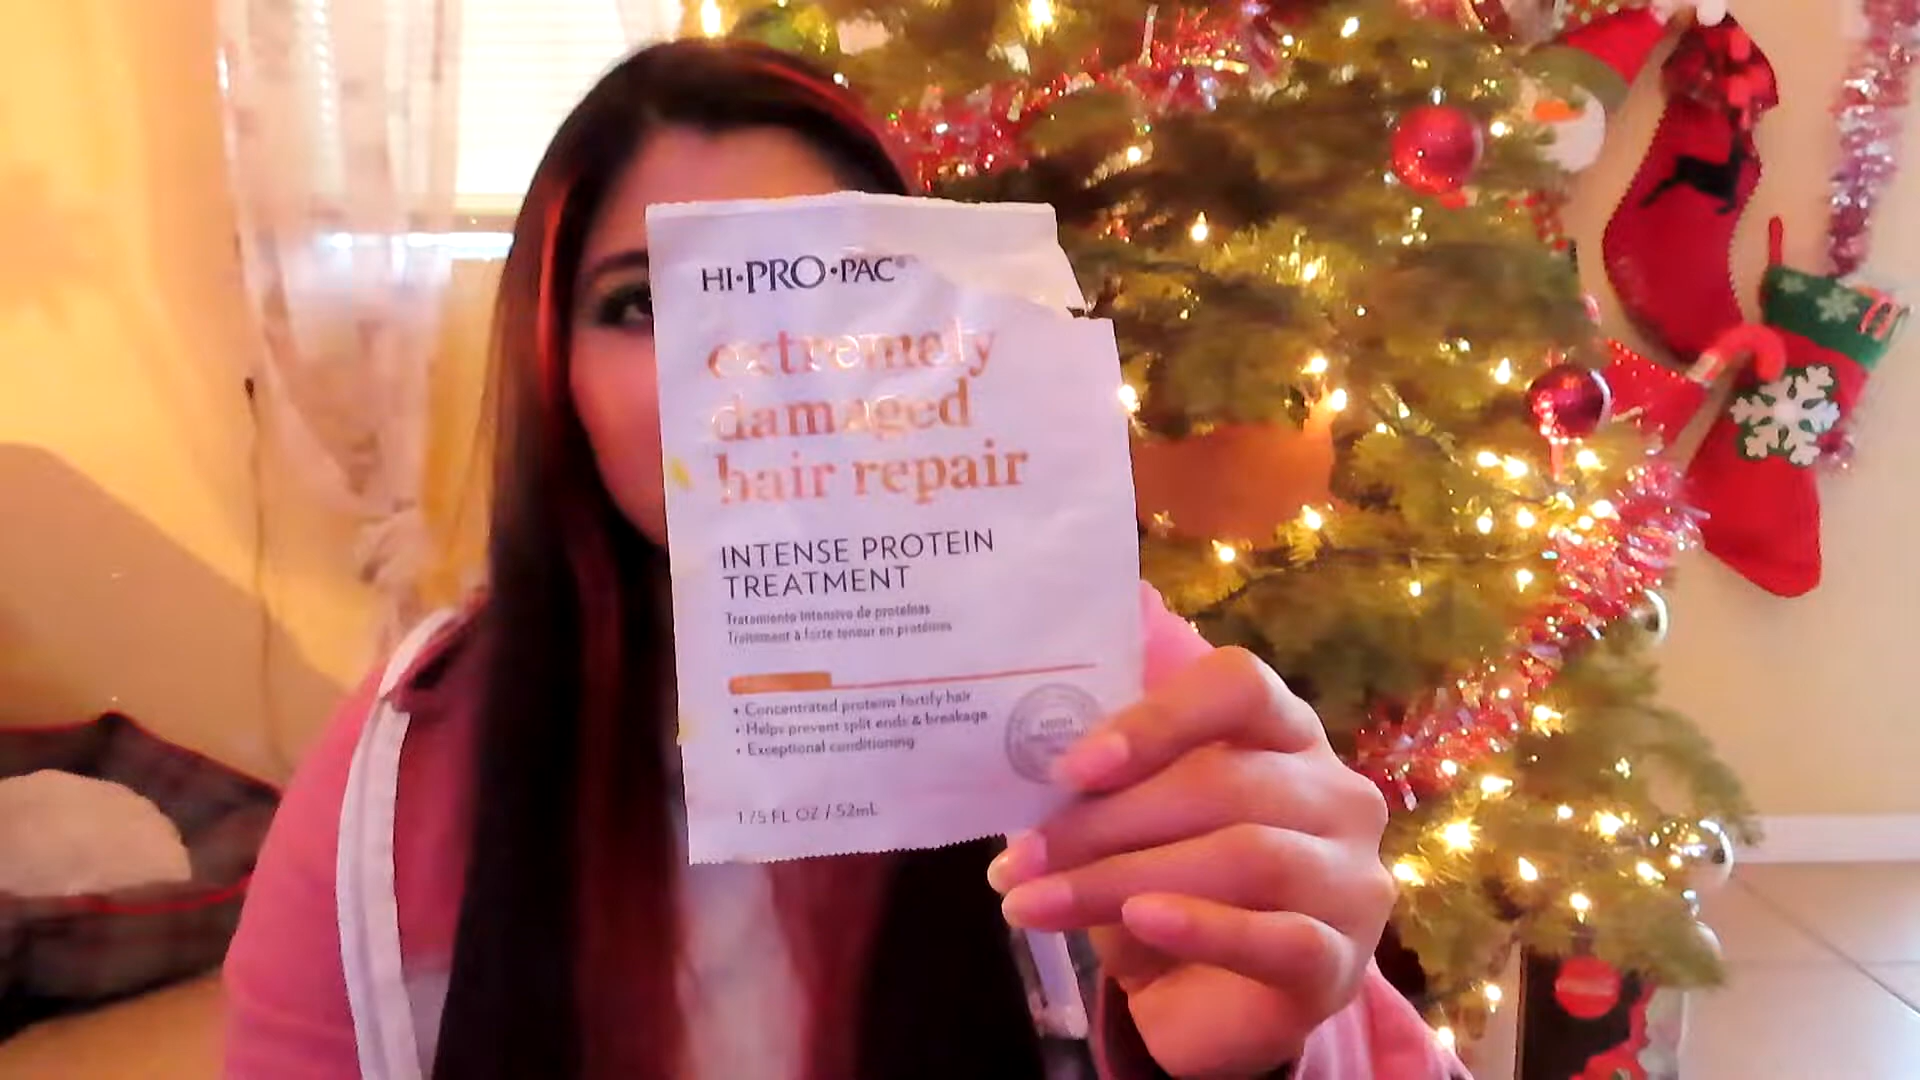 HI•PRO•PAC®
extremely
damaged
hair repair
INTENSE PROTEIN
TREATMENT
Tratamiento intensivo de proteínas
Traitement à forte teneur en protéines
• Concentrated proteins fortify hair
• Helps prevent split ends & breakage
• Exceptional conditioning
1.75 FL OZ / 52mL